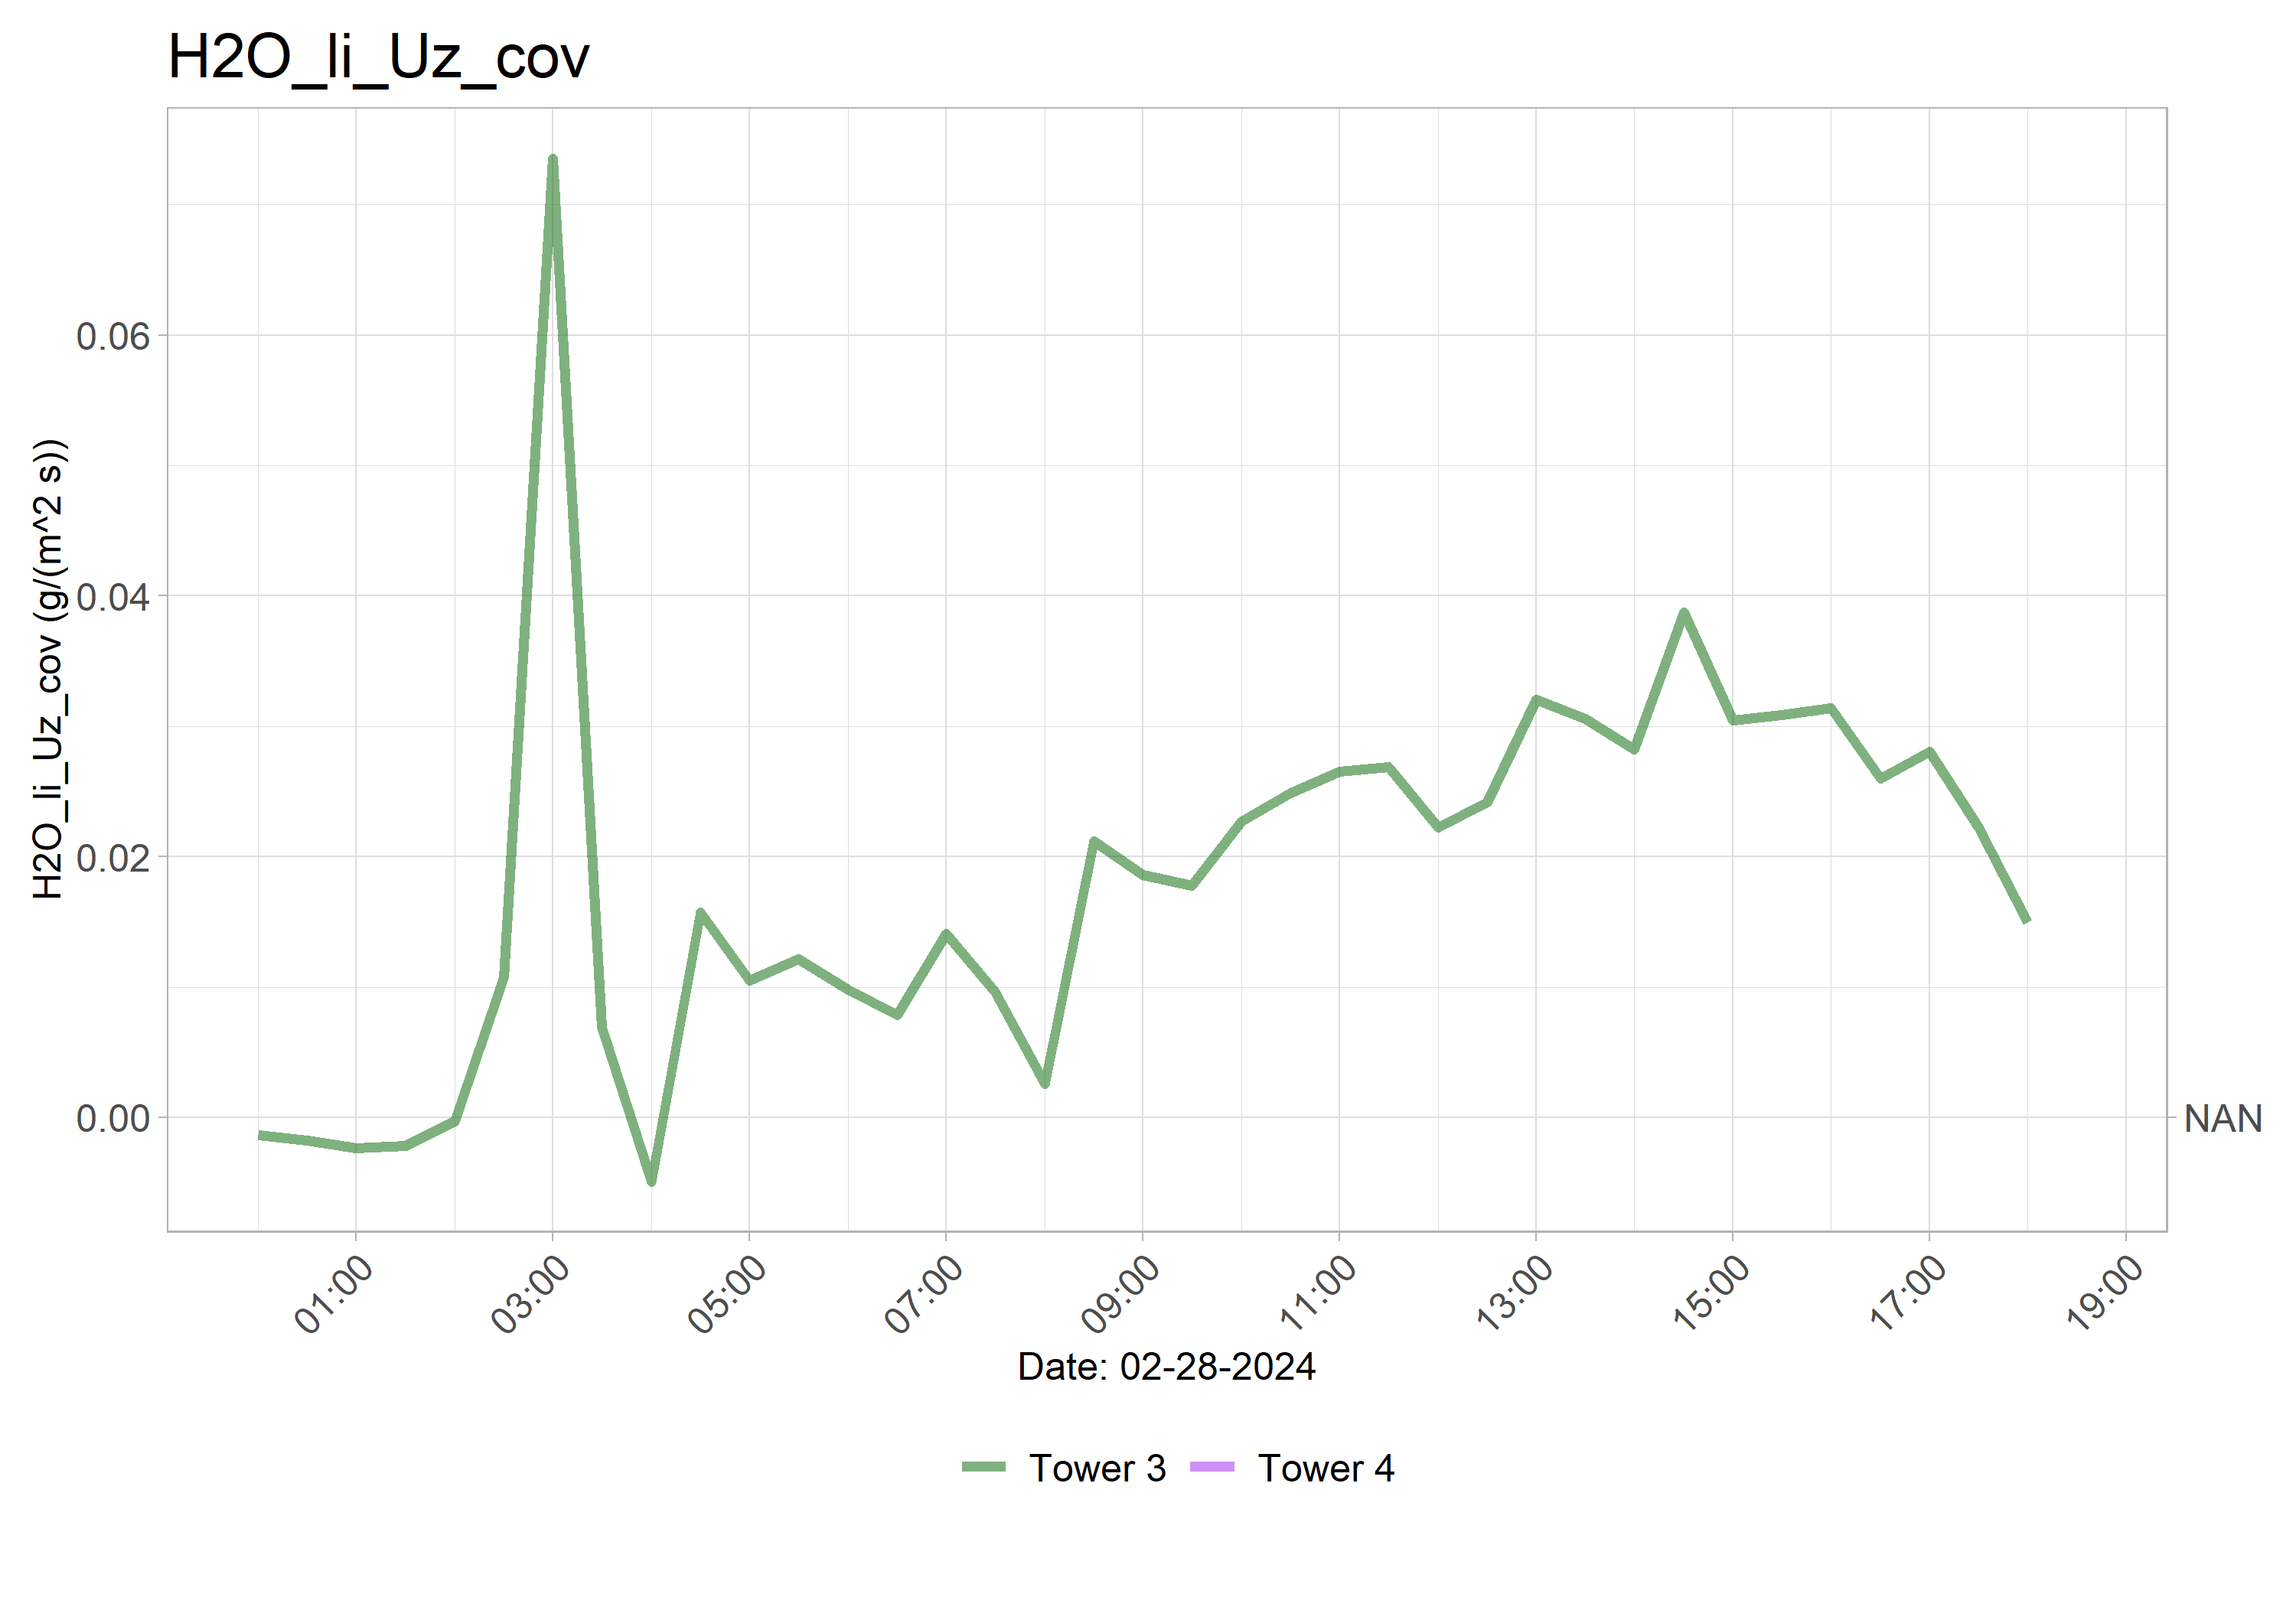 H2O_li_Uz_cov
H2O_li_Uz_cov (g/(m^2 s))
0.06
0.04
0.02
0.00
NAN
01:00
03:00
05:00
07:00
09:00
11:00
13:00
15:00
17:00
19:00
Date: 02-28-2024
Tower 3
Tower 4